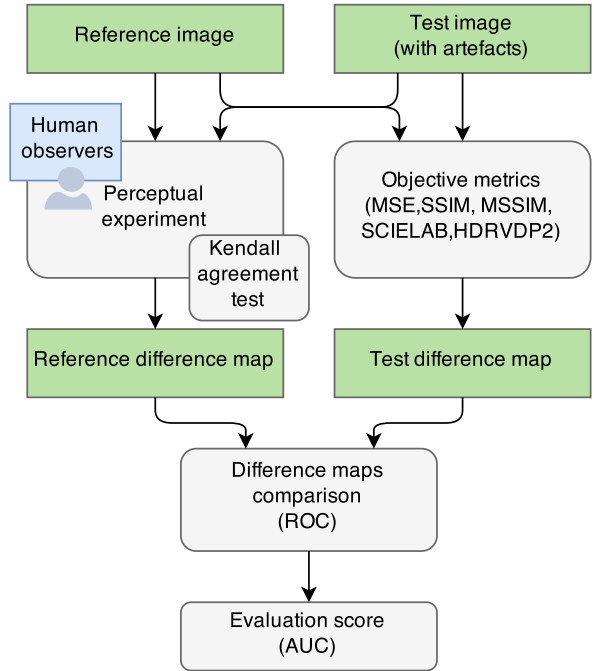 Reference image
Test image
(with artefacts)
Human
observers
Perceptual
experiment
Kendall
agreement
test
Objective metrics
(MSE,SSIM, MSSIM,
SCIELAB,HDRVDP2)
Reference difference map
Test difference map
Difference maps
comparison
(ROC)
Evaluation score
(AUC)